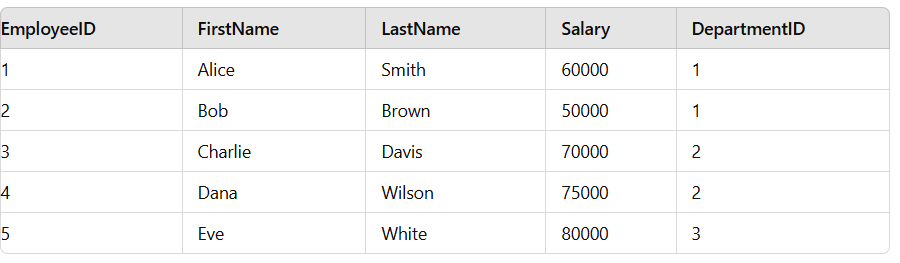 EmployeeID FirstName LastName Salary DepartmentID
1 Alice Smith 60000 1
2 Bob Brown 50000 1
3 Charlie Davis 70000 2
4 Dana Wilson 75000 2
5 Eve White 80000 3